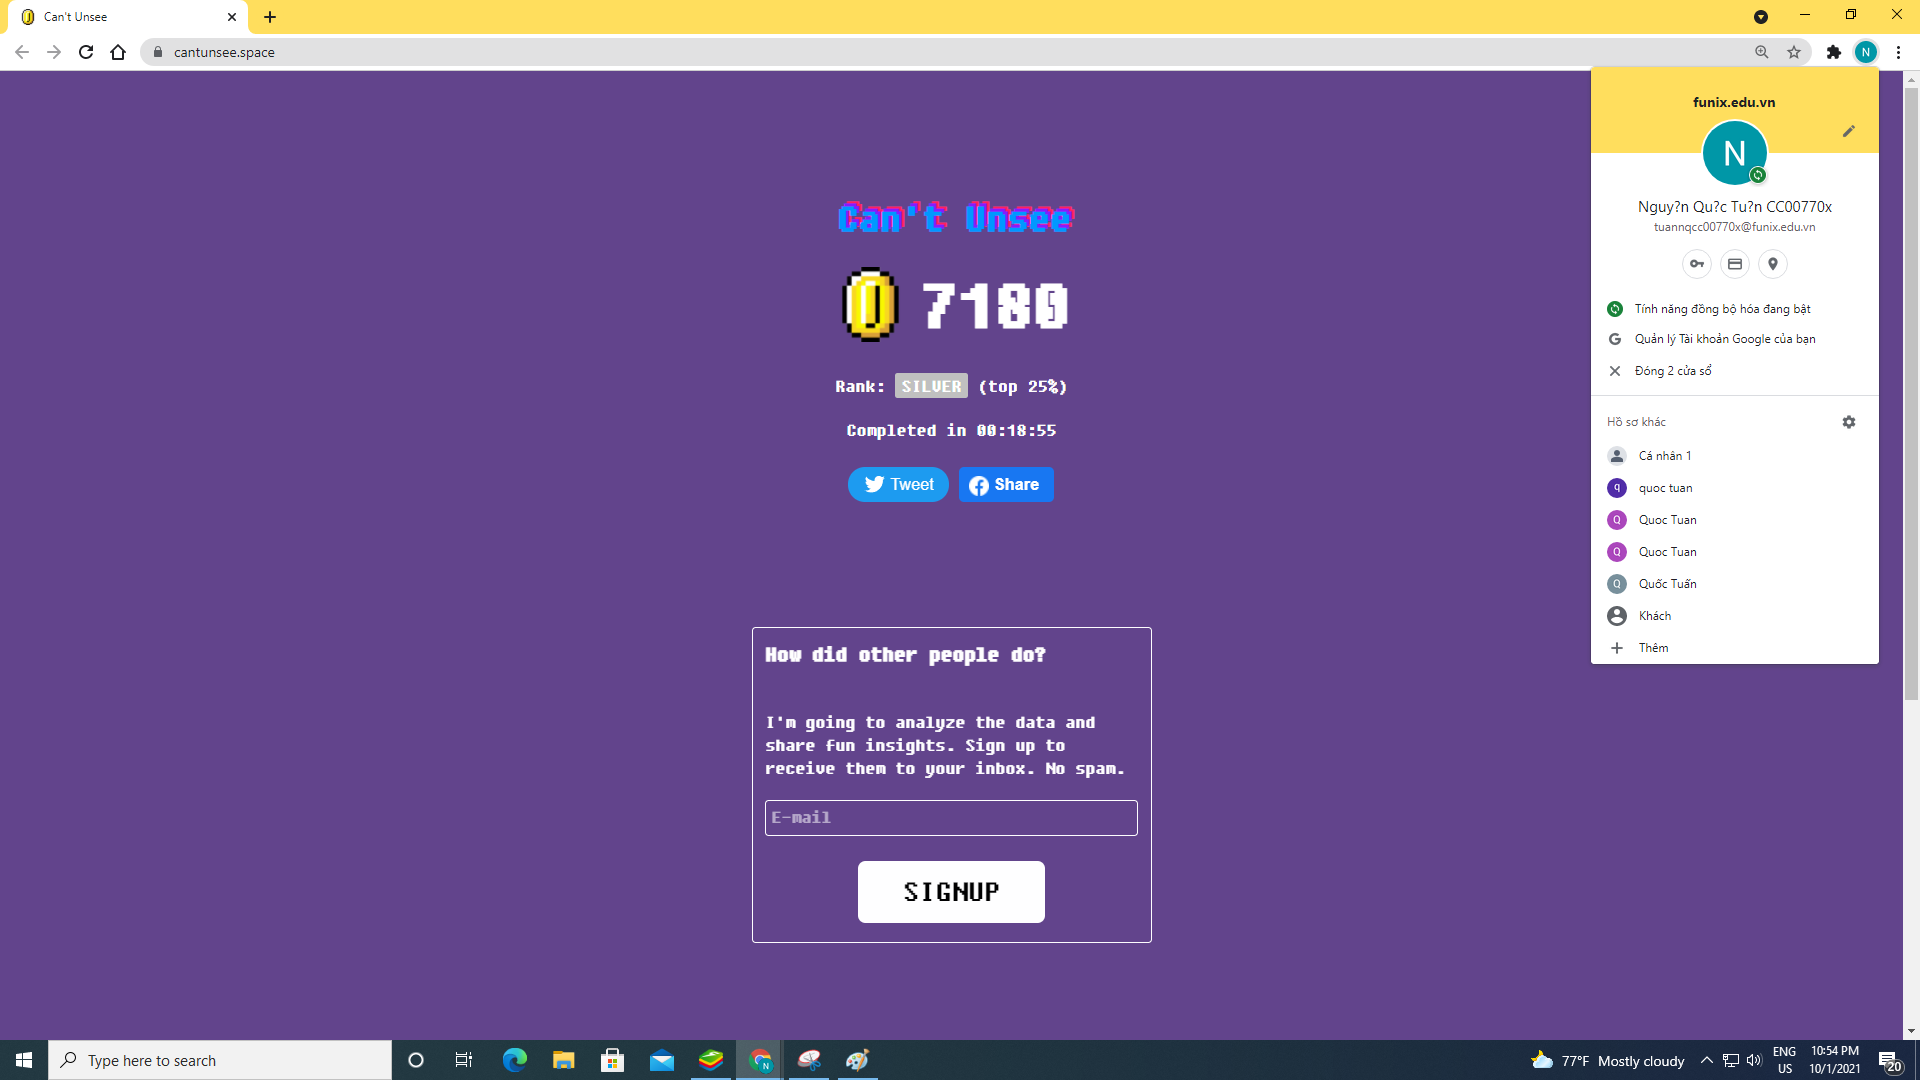 Can't Unsee
cantunsee.space
Can't Unsee
7180
Rank: SILVER (top 25%)
Completed in 00:18:55
Tweet
Share
How did other people do?
I'm going to analyze the data and
share fun insights. Sign up to
receive them to your inbox. No spam.
E-mail
SIGNUP
N
funix.edu.vn
N
Nguy?n Qu?c Tu?n CC00770x
tuannqcc00770x@funix.edu.vn
Tính năng đồng bộ hóa đang bật
G Quản lý Tài khoản Google của bạn
Đóng 2 cửa sổ
Hồ sơ khác
Cá nhân 1
q quoc tuan
Q Quoc Tuan
Q Quoc Tuan
Q Quốc Tuấn
Khách
Thêm
Type here to search
N
77°F Mostly cloudy
ENG
US
10:54 PM
10/1/2021
20